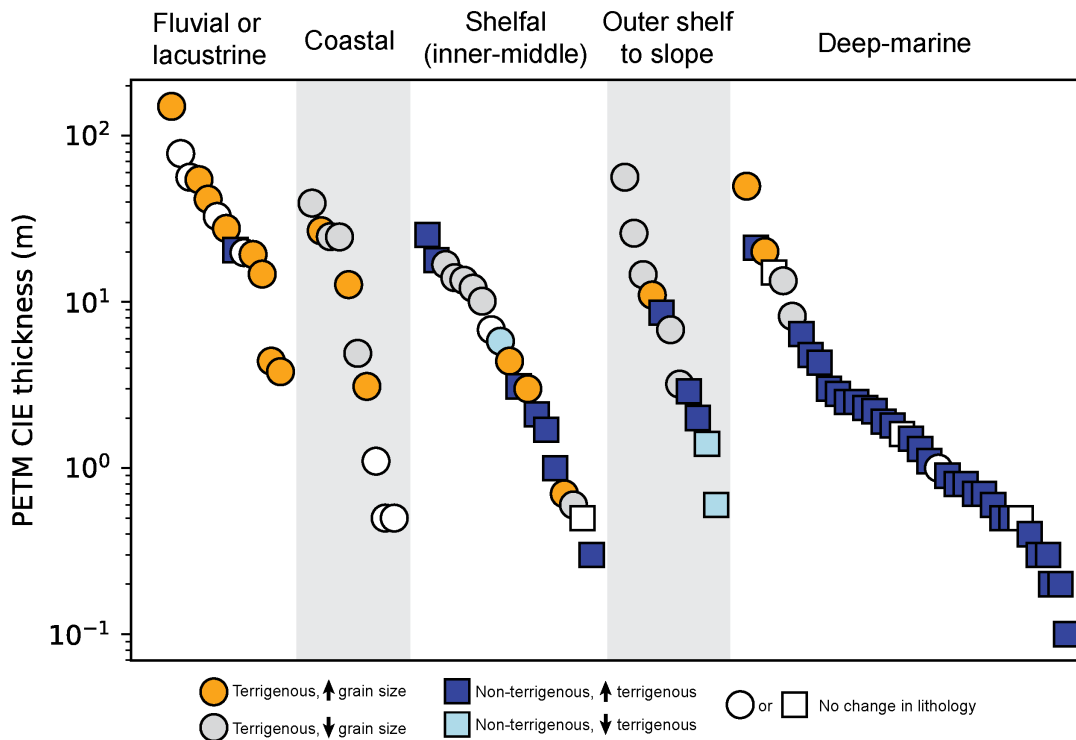 Fluvial or
lacustrine
Coastal
Shelfal
(inner-middle)
Outer shelf
to slope
Deep-marine
PETM CIE thickness (m)
10²
10¹
10⁰
10⁻¹
Terrigenous, ⬆ grain size
Terrigenous, ⬇ grain size
Non-terrigenous, ⬆ terrigenous
Non-terrigenous, ⬇ terrigenous
or
No change in lithology